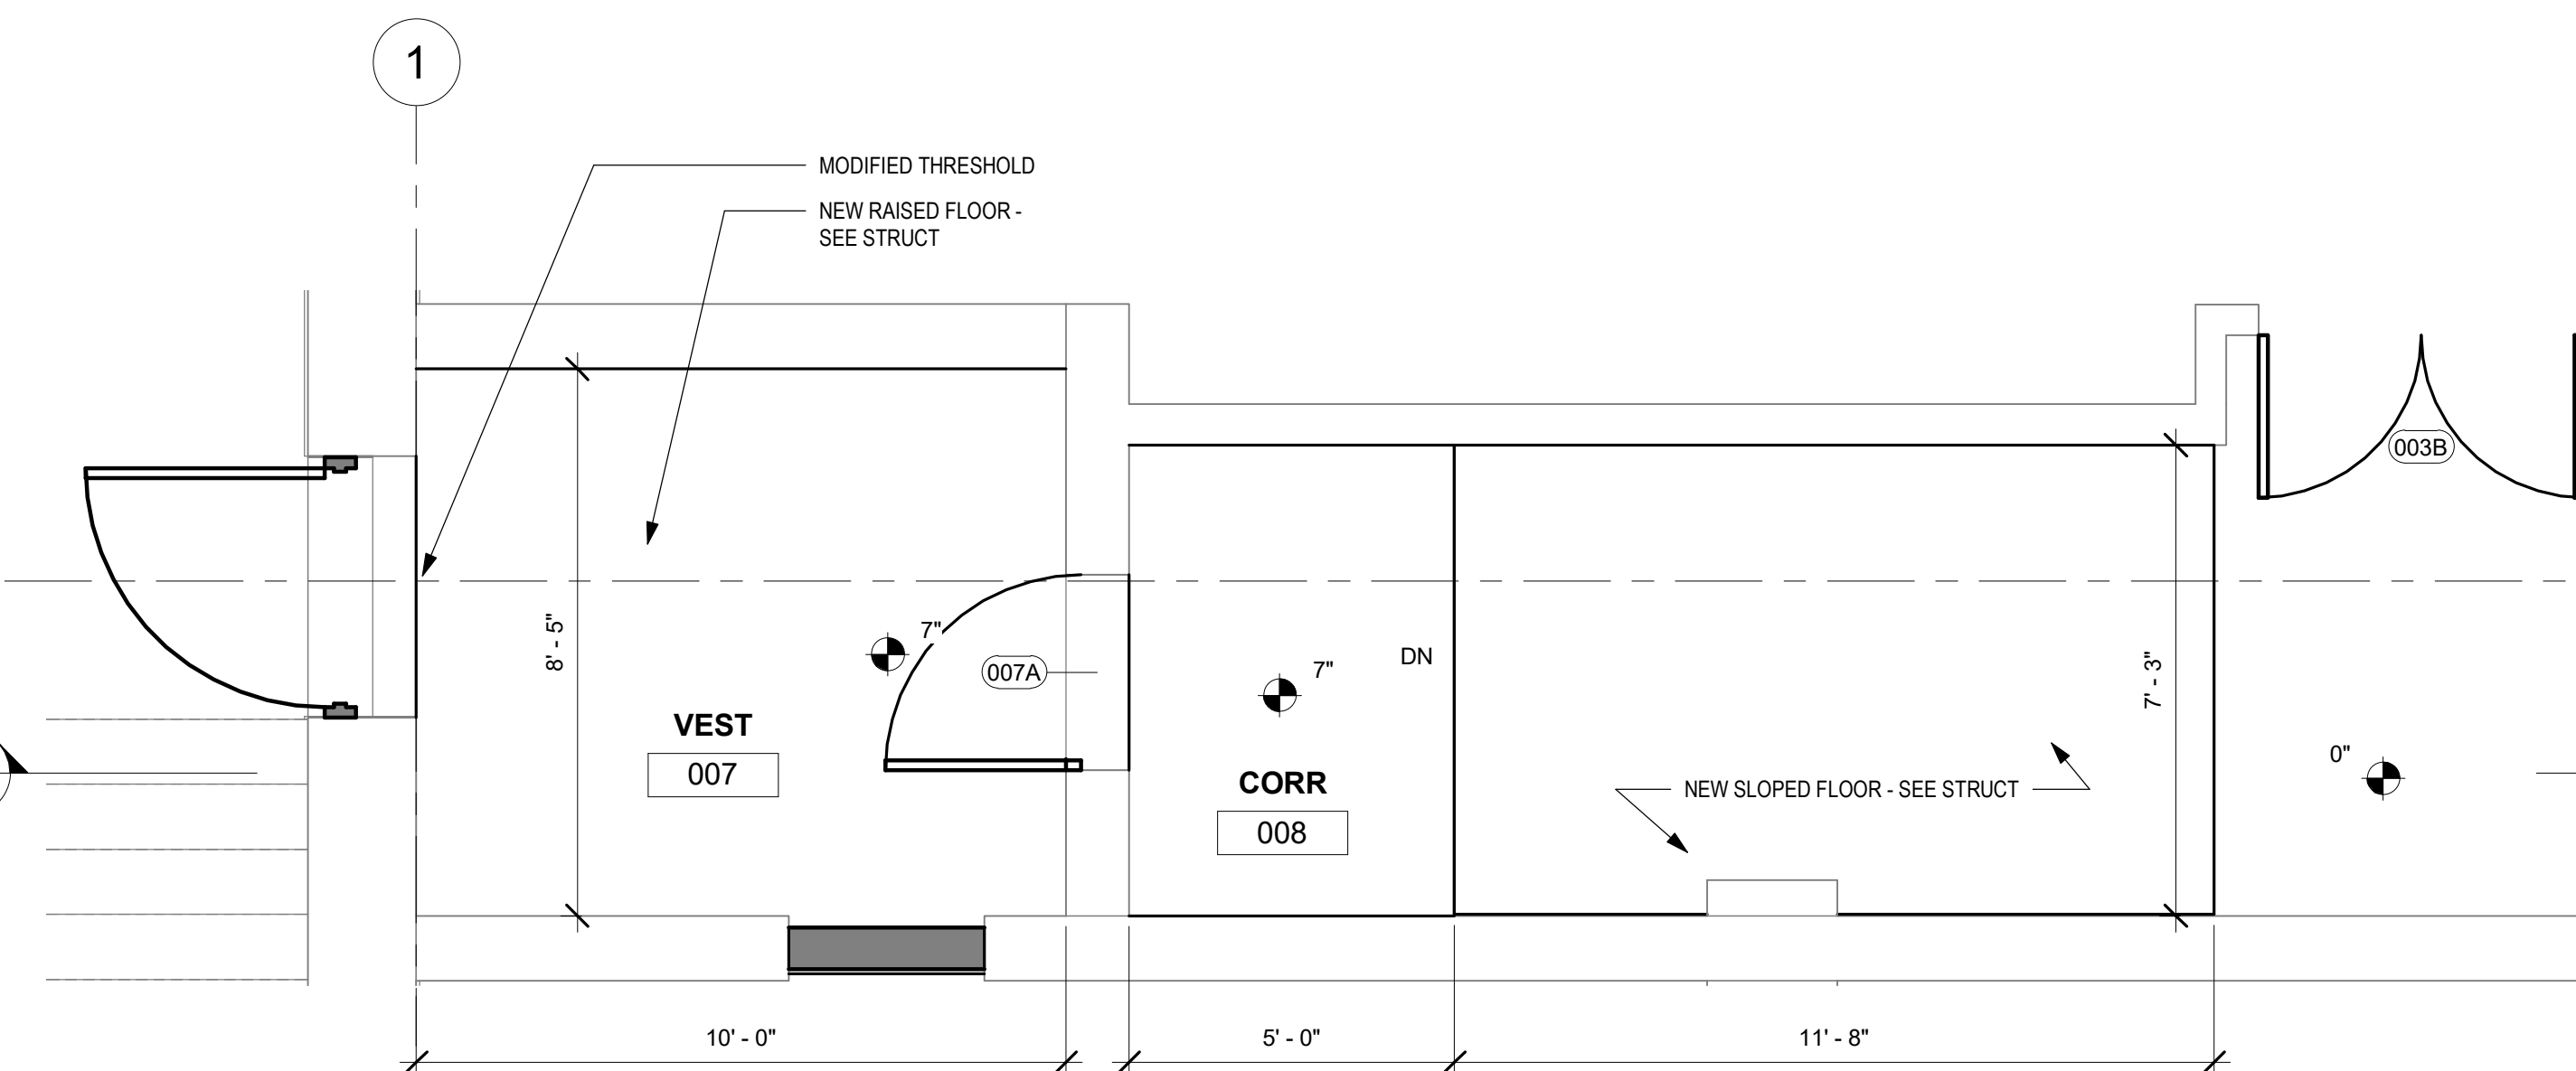 1
MODIFIED THRESHOLD
NEW RAISED FLOOR -
SEE STRUCT
003B
8' - 5"
7"
007A
7"
DN
7' - 3"
VEST
007
CORR
008
NEW SLOPED FLOOR - SEE STRUCT
0"
10' - 0"
5' - 0"
11' - 8"